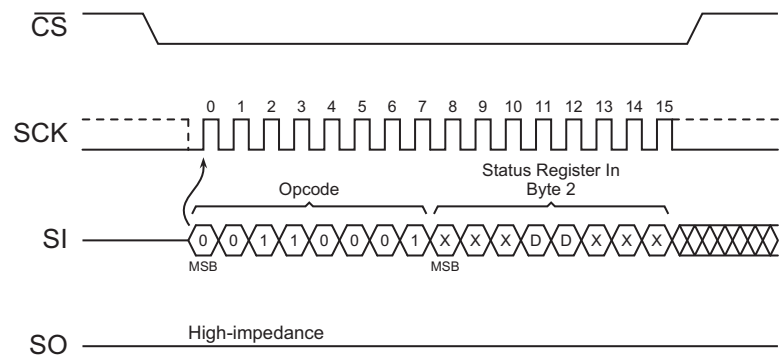 CS
0 1 2 3 4 5 6 7 8 9 10 11 12 13 14 15
SCK
Opcode
Status Register In
Byte 2
SI
0 0 1 1 0 0 0 1 X X X D D X X X
MSB MSB
High-impedance
SO